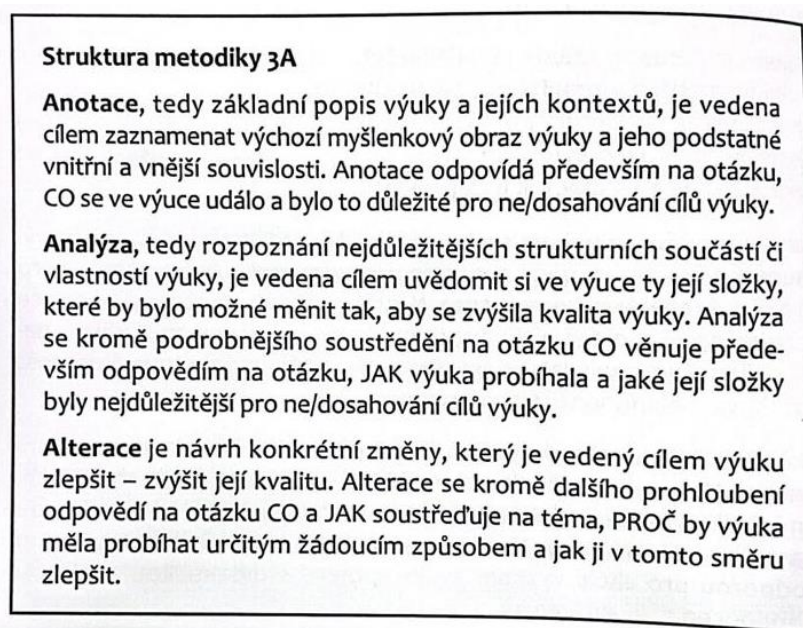 Struktura metodiky 3A
Anotace, tedy základní popis výuky a jejích kontextů, je vedena
cílem zaznamenat výchozí myšlenkový obraz výuky a jeho podstatné
vnitřní a vnější souvislosti. Anotace odpovídá především na otázku,
CO se ve výuce událo a bylo to důležité pro ne/dosahování cílů výuky.
Analýza, tedy rozpoznání nejdůležitějších strukturních součástí či
vlastností výuky, je vedena cílem uvědomit si ve výuce ty její složky,
které by bylo možné měnit tak, aby se zvýšila kvalita výuky. Analýza
se kromě podrobnějšího soustředění na otázku CO věnuje přede-
vším odpovědím na otázku, JAK výuka probíhala a jaké její složky
byly nejdůležitější pro ne/dosahování cílů výuky.
Alterace je návrh konkrétní změny, který je vedený cílem výuku
zlepšit – zvýšit její kvalitu. Alterace se kromě dalšího prohloubení
odpovědí na otázku CO a JAK soustřeďuje na téma, PROČ by výuka
měla probíhat určitým žádoucím způsobem a jak ji v tomto směru
zlepšit.